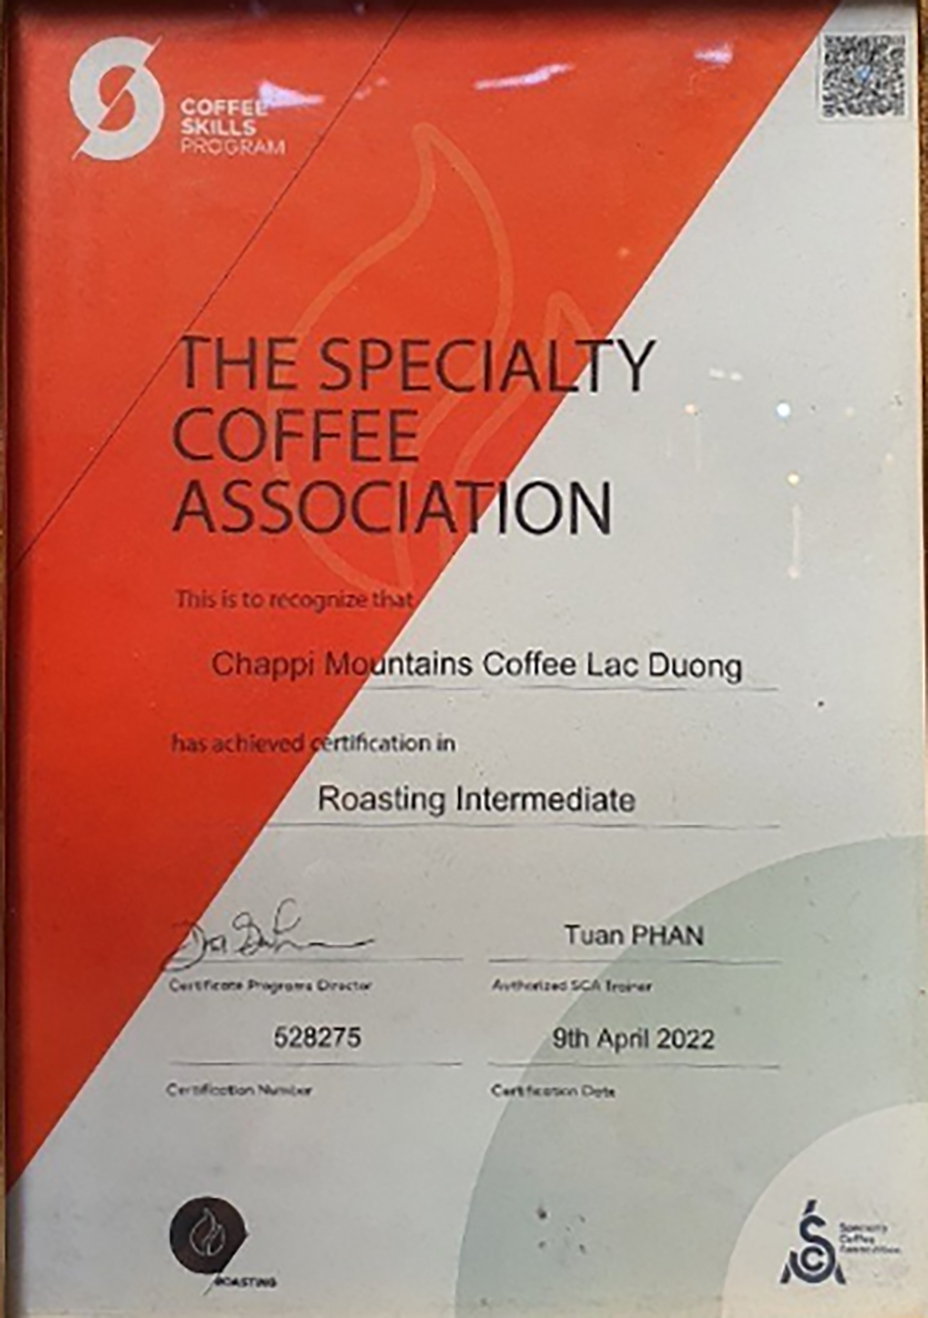 COFFEE
SKILLS
PROGRAM
THE SPECIALTY
COFFEE
ASSOCIATION
This is to recognize that
Chappi Mountains Coffee Lac Duong
has achieved certification in
Roasting Intermediate
Tuan PHAN
Certificate Programs Director
Authorized SCA Trainer
528275
9th April 2022
Certification Number
Certification Date
ROASTING
Specialty
Coffee
Association